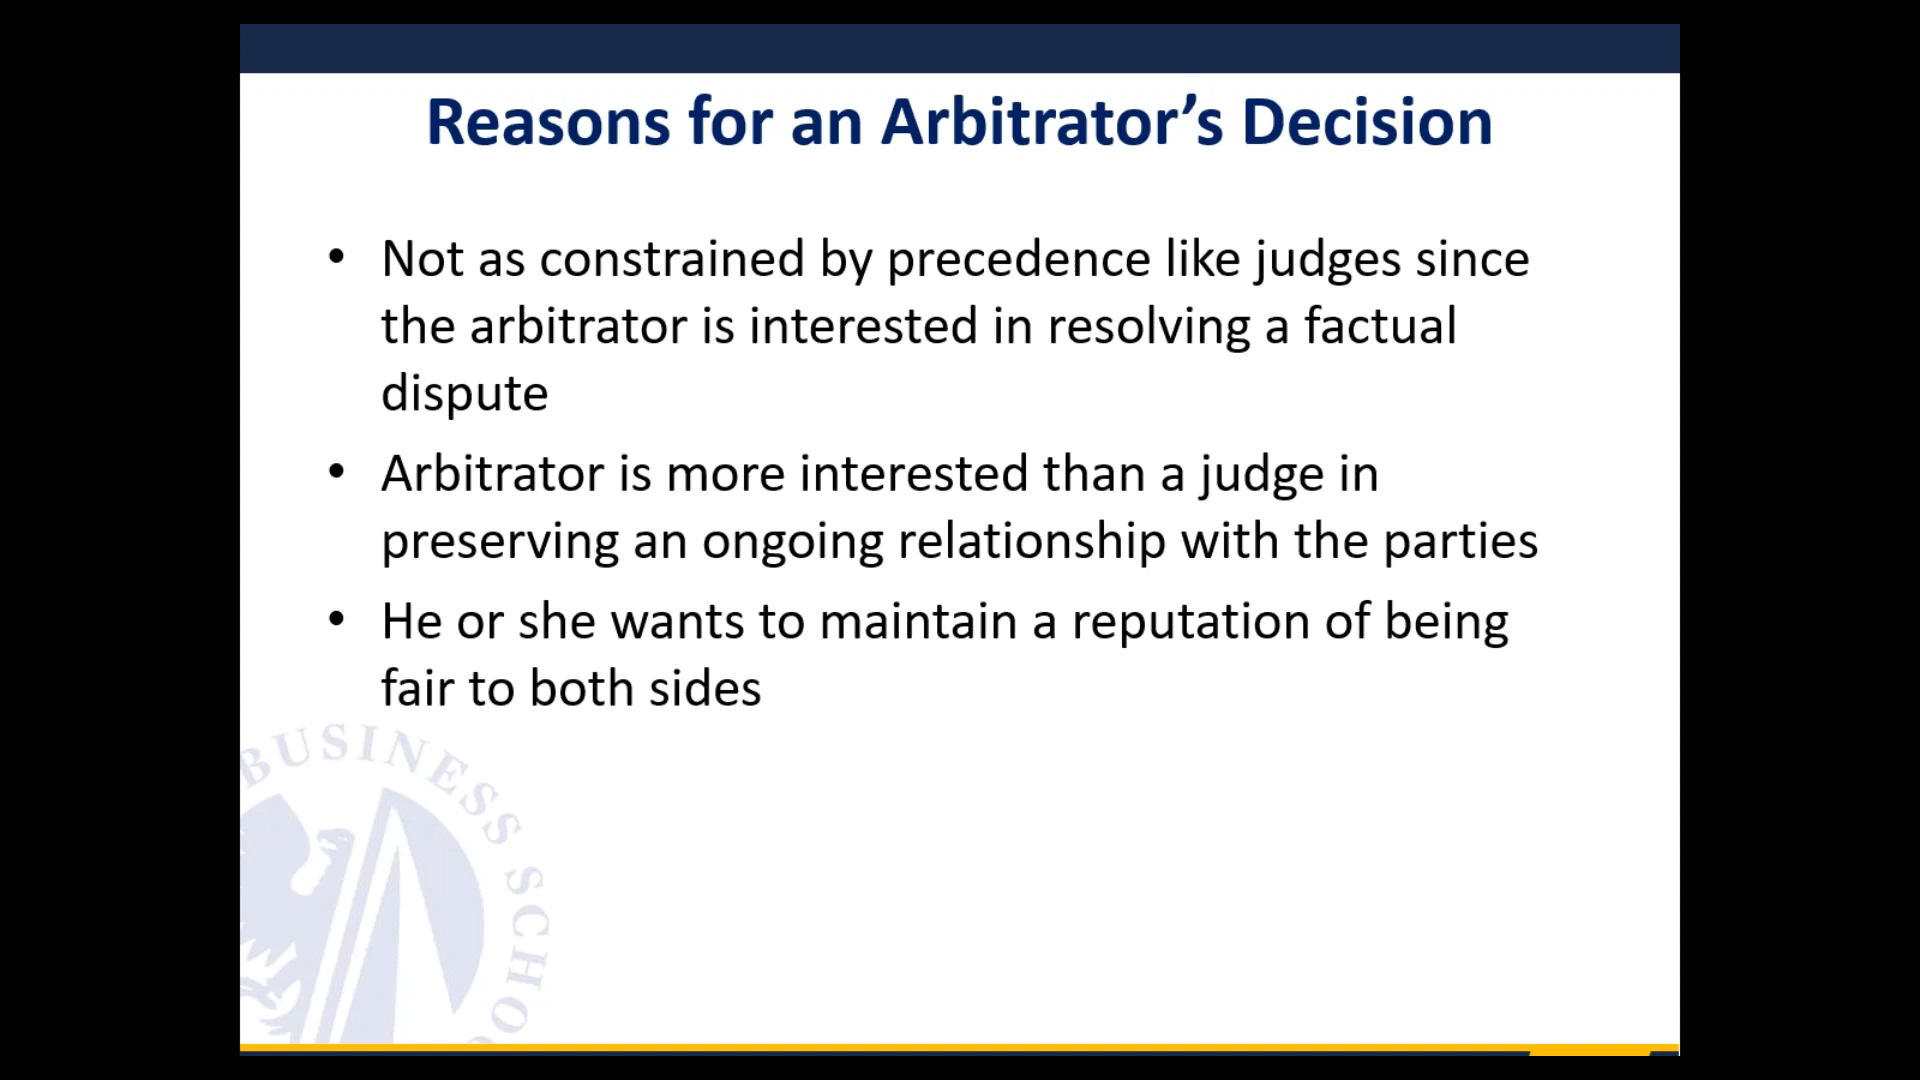 Reasons for an Arbitrator’s Decision
• Not as constrained by precedence like judges since
the arbitrator is interested in resolving a factual
dispute
• Arbitrator is more interested than a judge in
preserving an ongoing relationship with the parties
• He or she wants to maintain a reputation of being
fair to both sides
BUSINESS SCHO